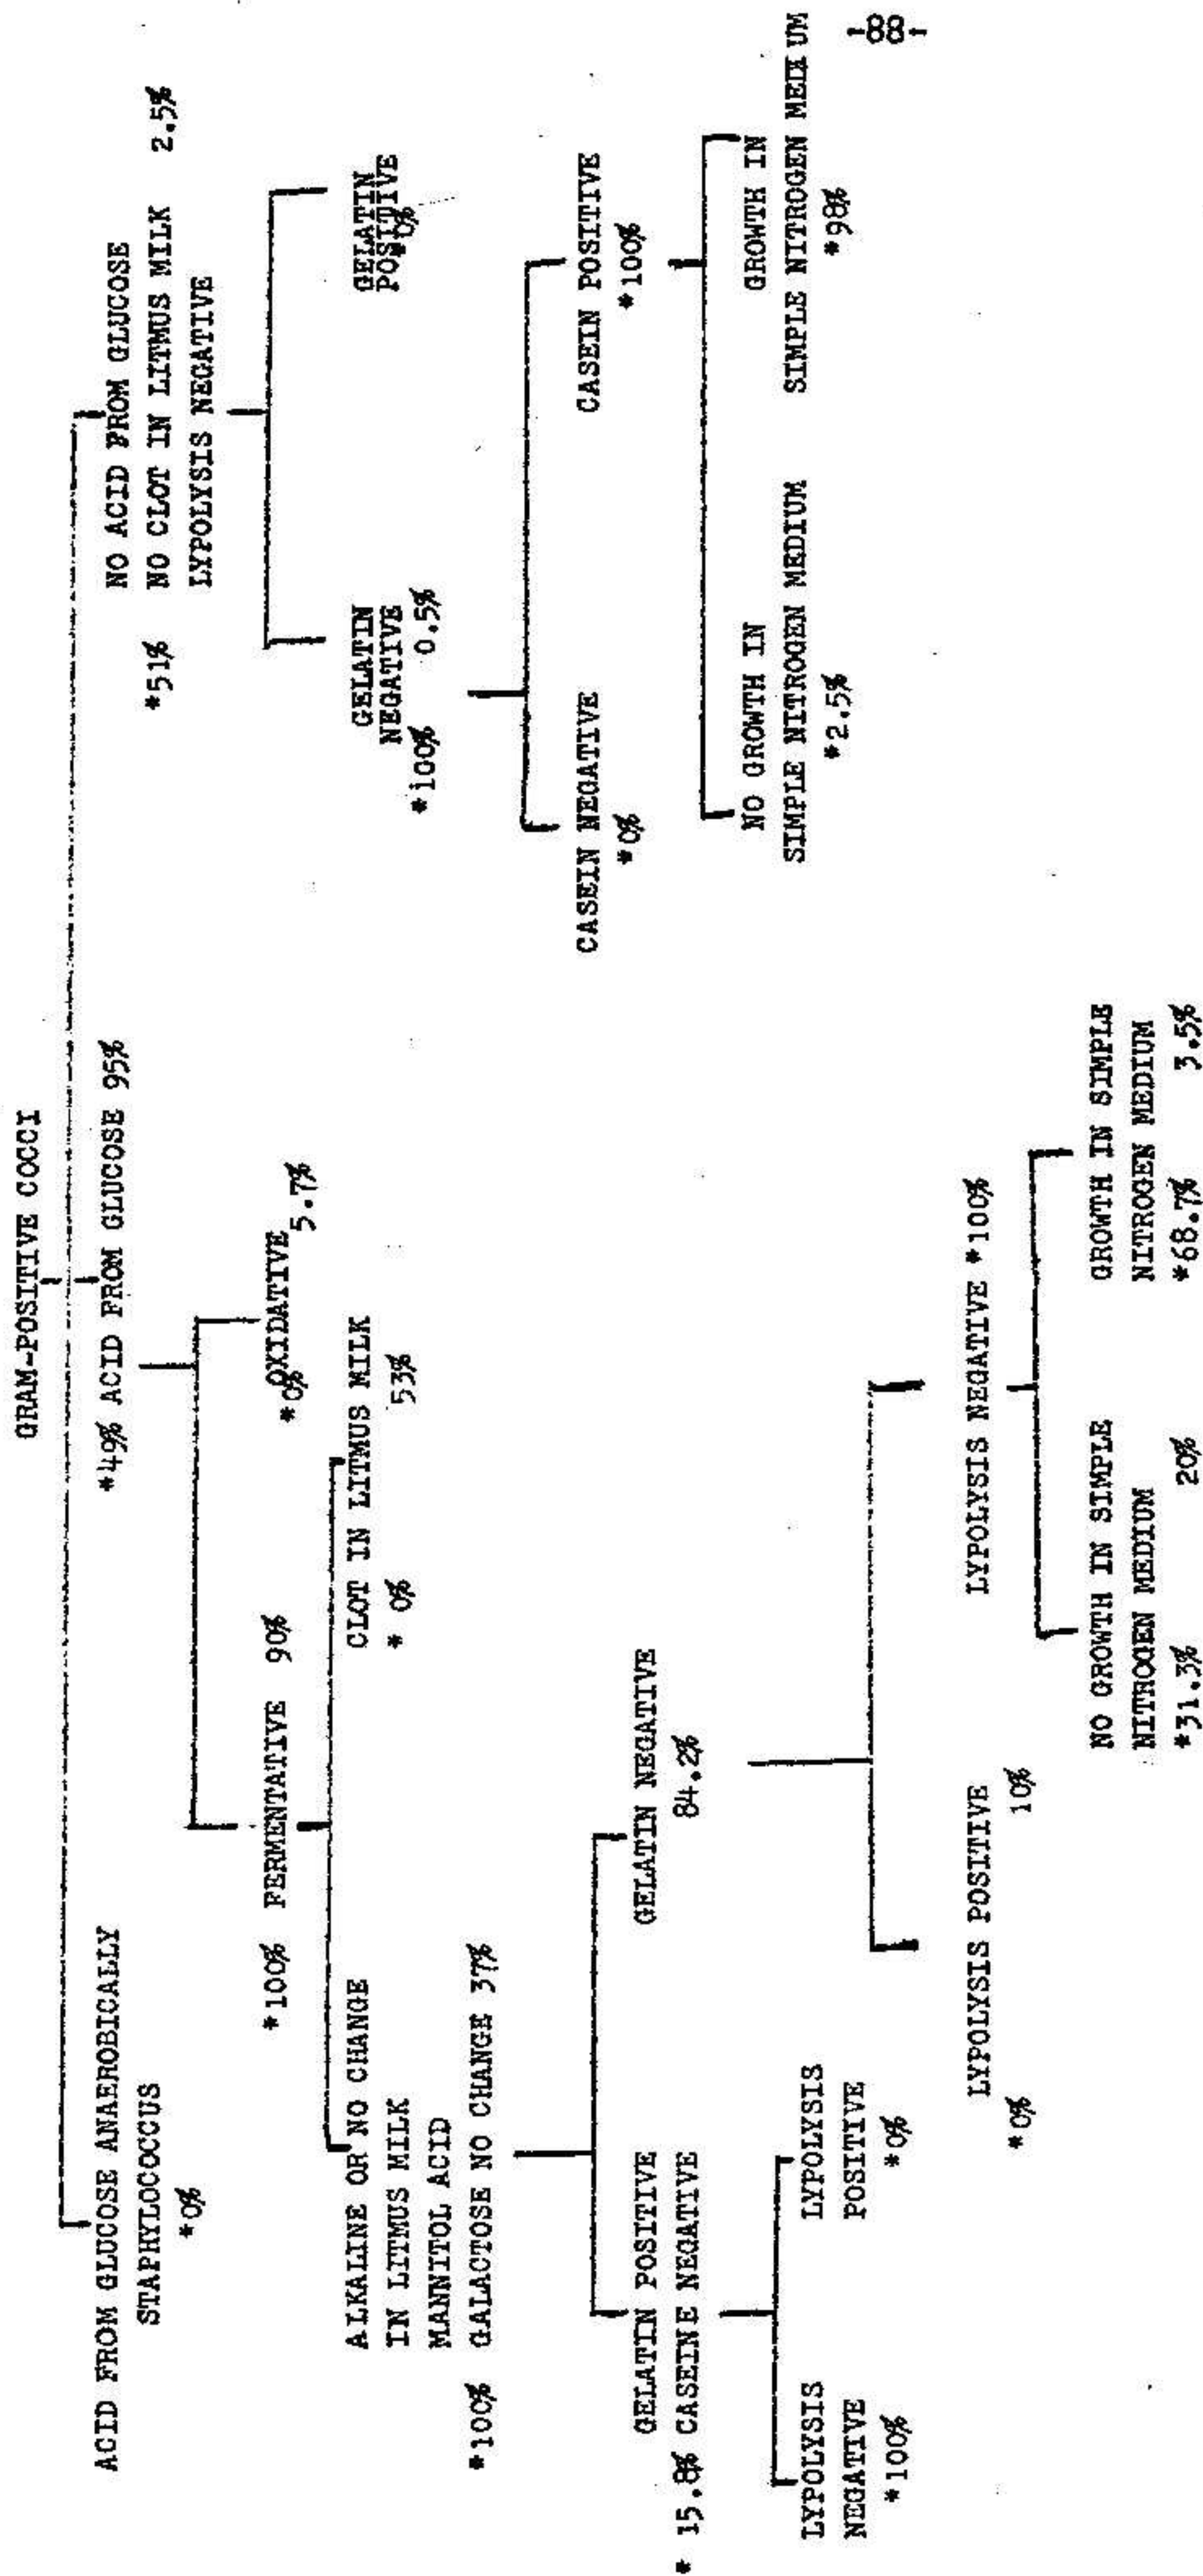 -88-
GRAM-POSITIVE COCCI
ACID FROM GLUCOSE ANAEROBICALLY
STAPHYLOCOCCUS
*0%
*49% ACID FROM GLUCOSE 95%
NO ACID FROM GLUCOSE
*51% NO CLOT IN LITMUS MILK 2.5%
LYPOLYSIS NEGATIVE
*100% FERMENTATIVE 90%
OXIDATIVE
*0% 5.7%
GELATIN
NEGATIVE
*100% 0.5%
GELATIN
POSITIVE
*0%
ALKALINE OR NO CHANGE
IN LITMUS MILK
MANNITOL ACID
*100% GALACTOSE NO CHANGE 37%
CLOT IN LITMUS MILK
* 0% 53%
CASEIN NEGATIVE
*0%
CASEIN POSITIVE
*100%
GELATIN POSITIVE
* 15.8% CASEINE NEGATIVE
GELATIN NEGATIVE
84.2%
NO GROWTH IN
SIMPLE NITROGEN MEDIUM
*2.5%
GROWTH IN
SIMPLE NITROGEN MEDIUM
*98%
LYPOLYSIS
NEGATIVE
*100%
LYPOLYSIS
POSITIVE
*0%
LYPOLYSIS POSITIVE
*0% 10%
LYPOLYSIS NEGATIVE *100%
NO GROWTH IN SIMPLE
NITROGEN MEDIUM
*31.3% 20%
GROWTH IN SIMPLE
NITROGEN MEDIUM
*68.7% 3.5%